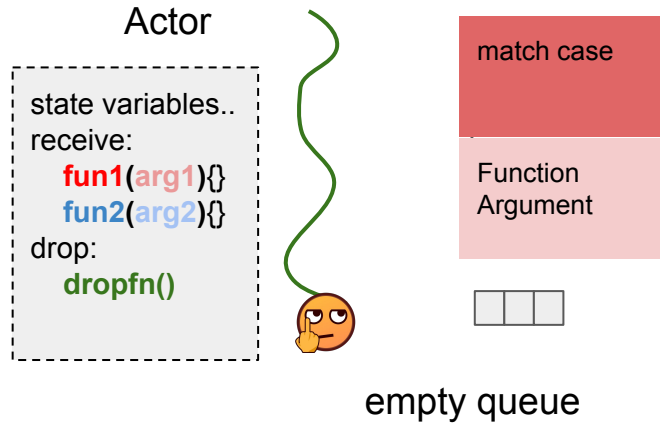 Actor
state variables..
receive:
fun1(arg1){}
fun2(arg2){}
drop:
dropfn()
match case
Function
Argument
empty queue